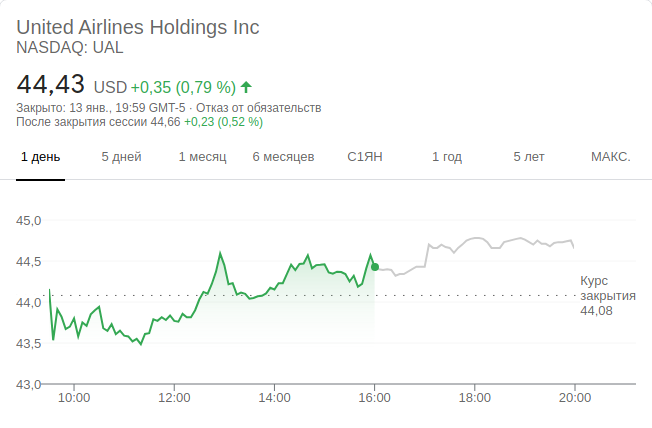 United Airlines Holdings Inc
NASDAQ: UAL
44,43 USD +0,35 (0,79 %)
Закрыто: 13 янв., 19:59 GMT-5 · Отказ от обязательств
После закрытия сессии 44,66 +0,23 (0,52 %)
1 день 5 дней 1 месяц 6 месяцев С1ЯН 1 год 5 лет МАКС.
45,0
44,5
44,0
43,5
43,0
Курс
закрытия
44,08
10:00 12:00 14:00 16:00 18:00 20:00